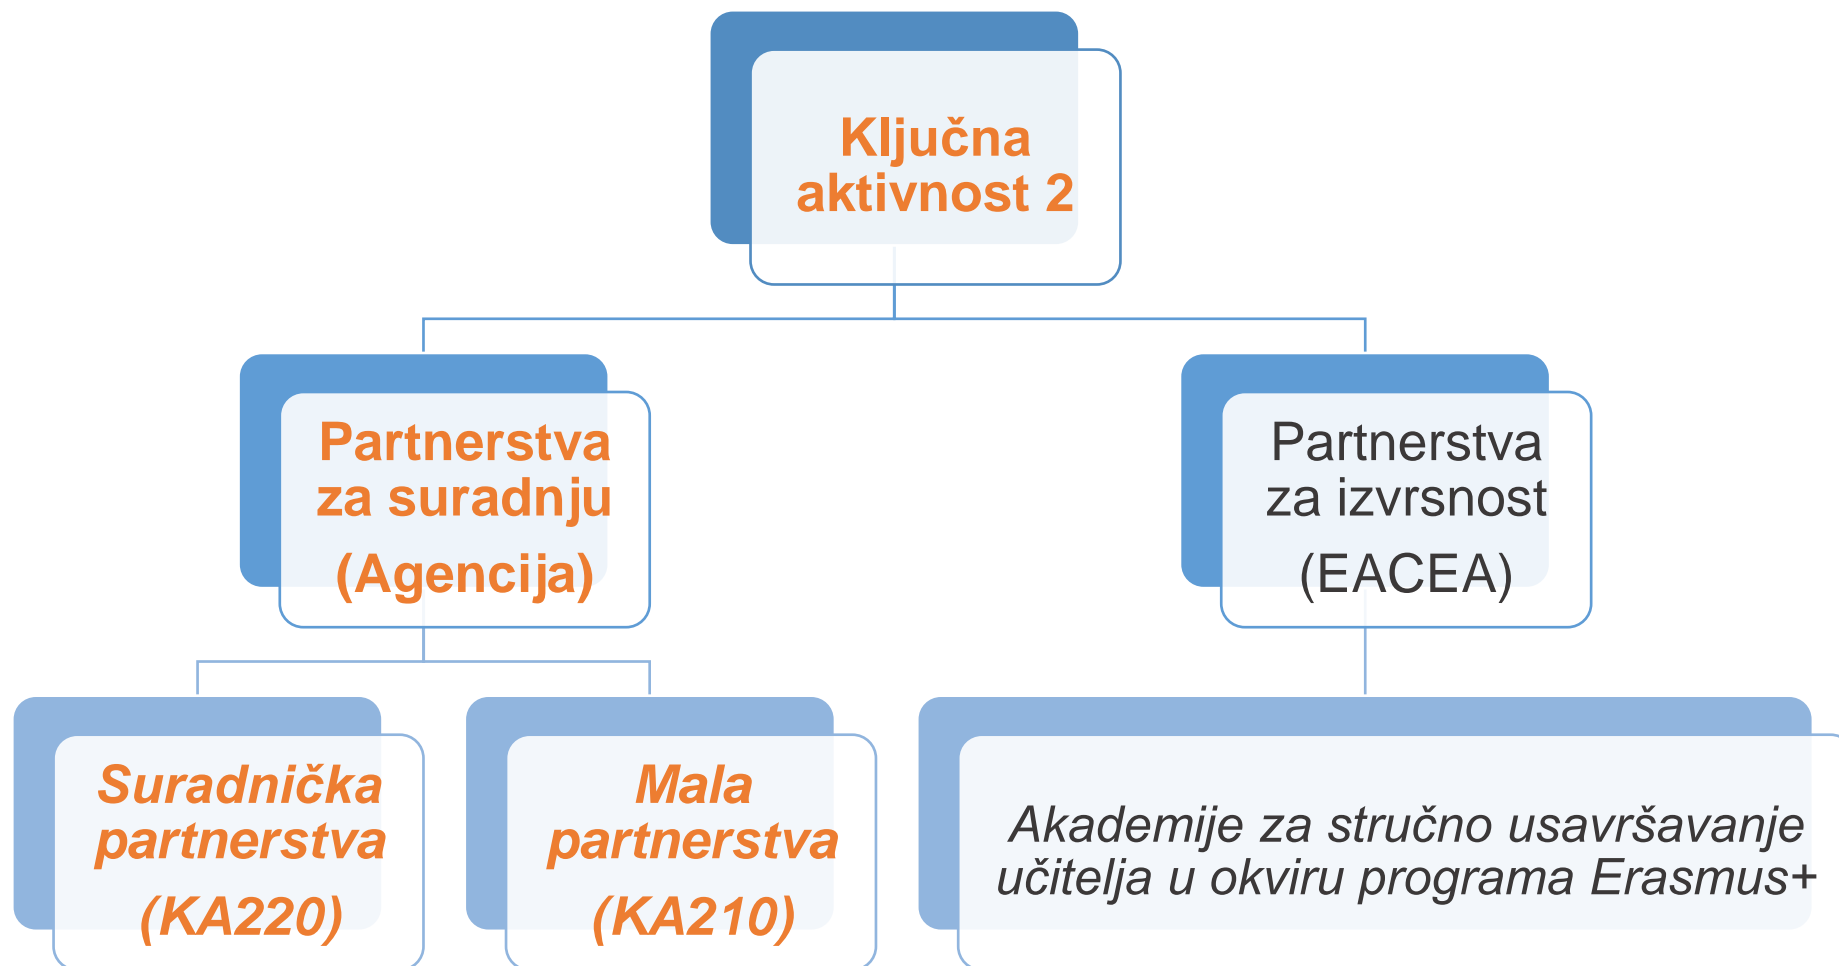 Ključna
aktivnost 2
Partnerstva
za suradnju
(Agencija)
Partnerstva
za izvrsnost
(EACEA)
Suradnička
partnerstva
(KA220)
Mala
partnerstva
(KA210)
Akademije za stručno usavršavanje
učitelja u okviru programa Erasmus+